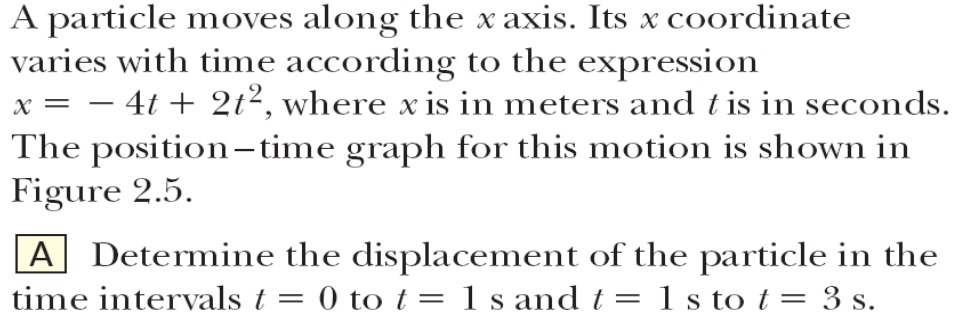 A particle moves along the x axis. Its x coordinate
varies with time according to the expression
x = − 4t + 2t², where x is in meters and t is in seconds.
The position–time graph for this motion is shown in
Figure 2.5.
A Determine the displacement of the particle in the
time intervals t = 0 to t = 1 s and t = 1 s to t = 3 s.